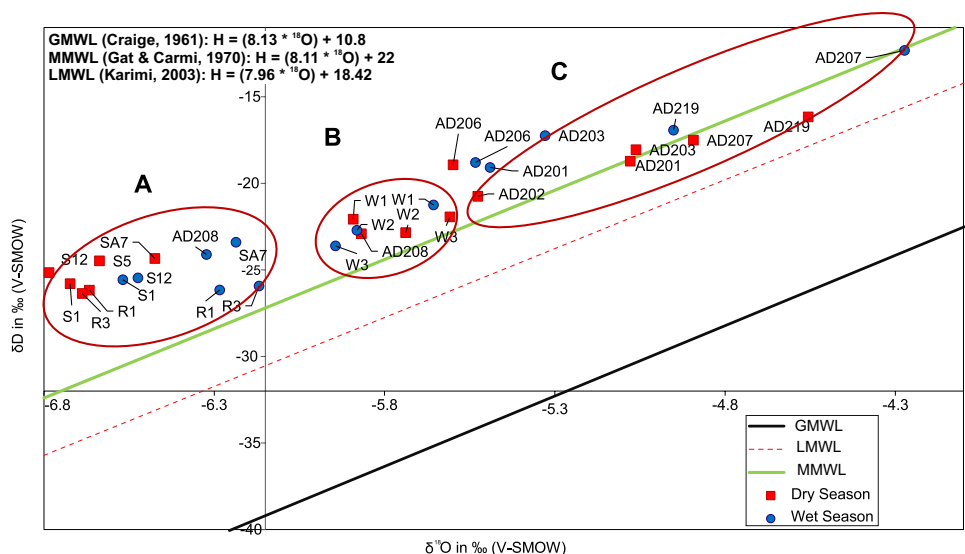 GMWL (Craige, 1961): H = (8.13 * ¹⁸O) + 10.8
MMWL (Gat & Carmi, 1970): H = (8.11 * ¹⁸O) + 22
LMWL (Karimi, 2003): H = (7.96 * ¹⁸O) + 18.42
A
B
C
-15
-20
-25
-30
-35
-40
-6.8
-6.3
-5.8
-5.3
-4.8
-4.3
δD in ‰ (V-SMOW)
δ¹⁸O in ‰ (V-SMOW)
S12
S5
SA7
AD208
SA7
S12
S1
S1
R3
R1
R1
R3
W1
W1
W2
W2
W3
AD208
W3
AD206
AD206
AD203
AD201
AD202
AD219
AD207
AD219
AD207
AD203
AD201
GMWL
LMWL
MMWL
Dry Season
Wet Season